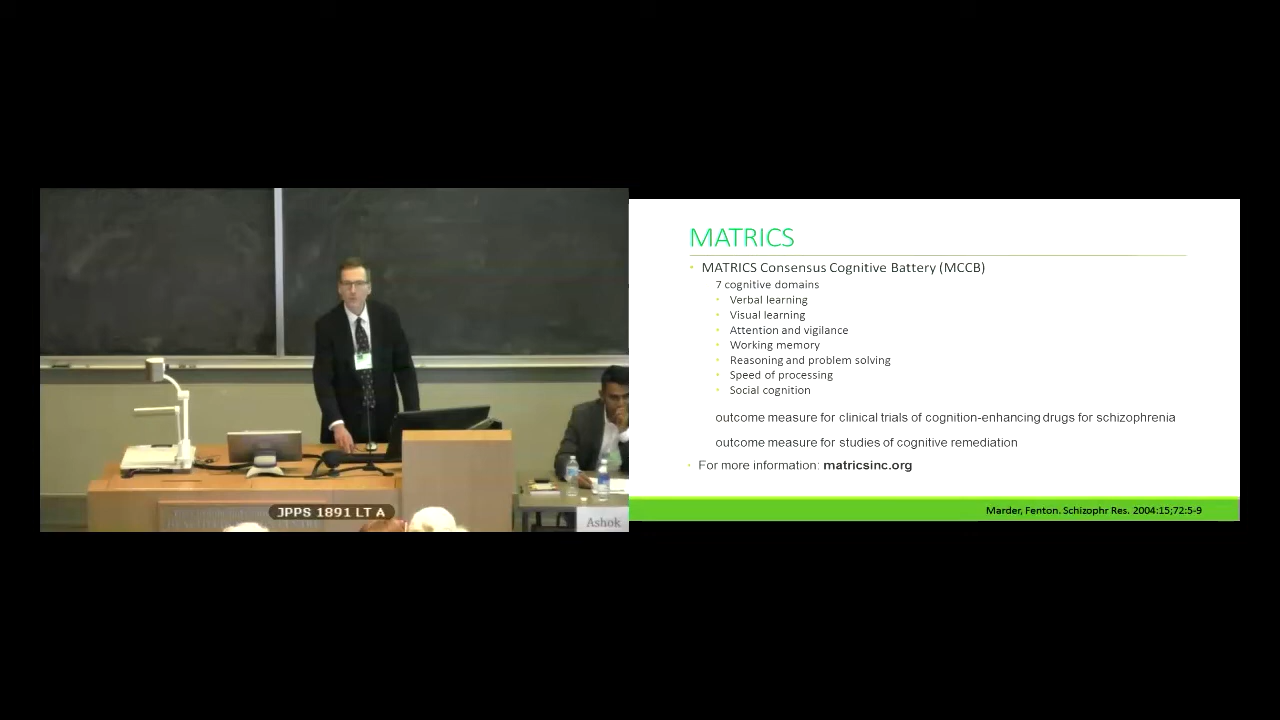 JPPS 1891 LT A
Ashok
MATRICS
MATRICS Consensus Cognitive Battery (MCCB)
7 cognitive domains
Verbal learning
Visual learning
Attention and vigilance
Working memory
Reasoning and problem solving
Speed of processing
Social cognition
outcome measure for clinical trials of cognition-enhancing drugs for schizophrenia
outcome measure for studies of cognitive remediation
For more information: matricsinc.org
Marder, Fenton. Schizophr Res. 2004:15;72:5-9